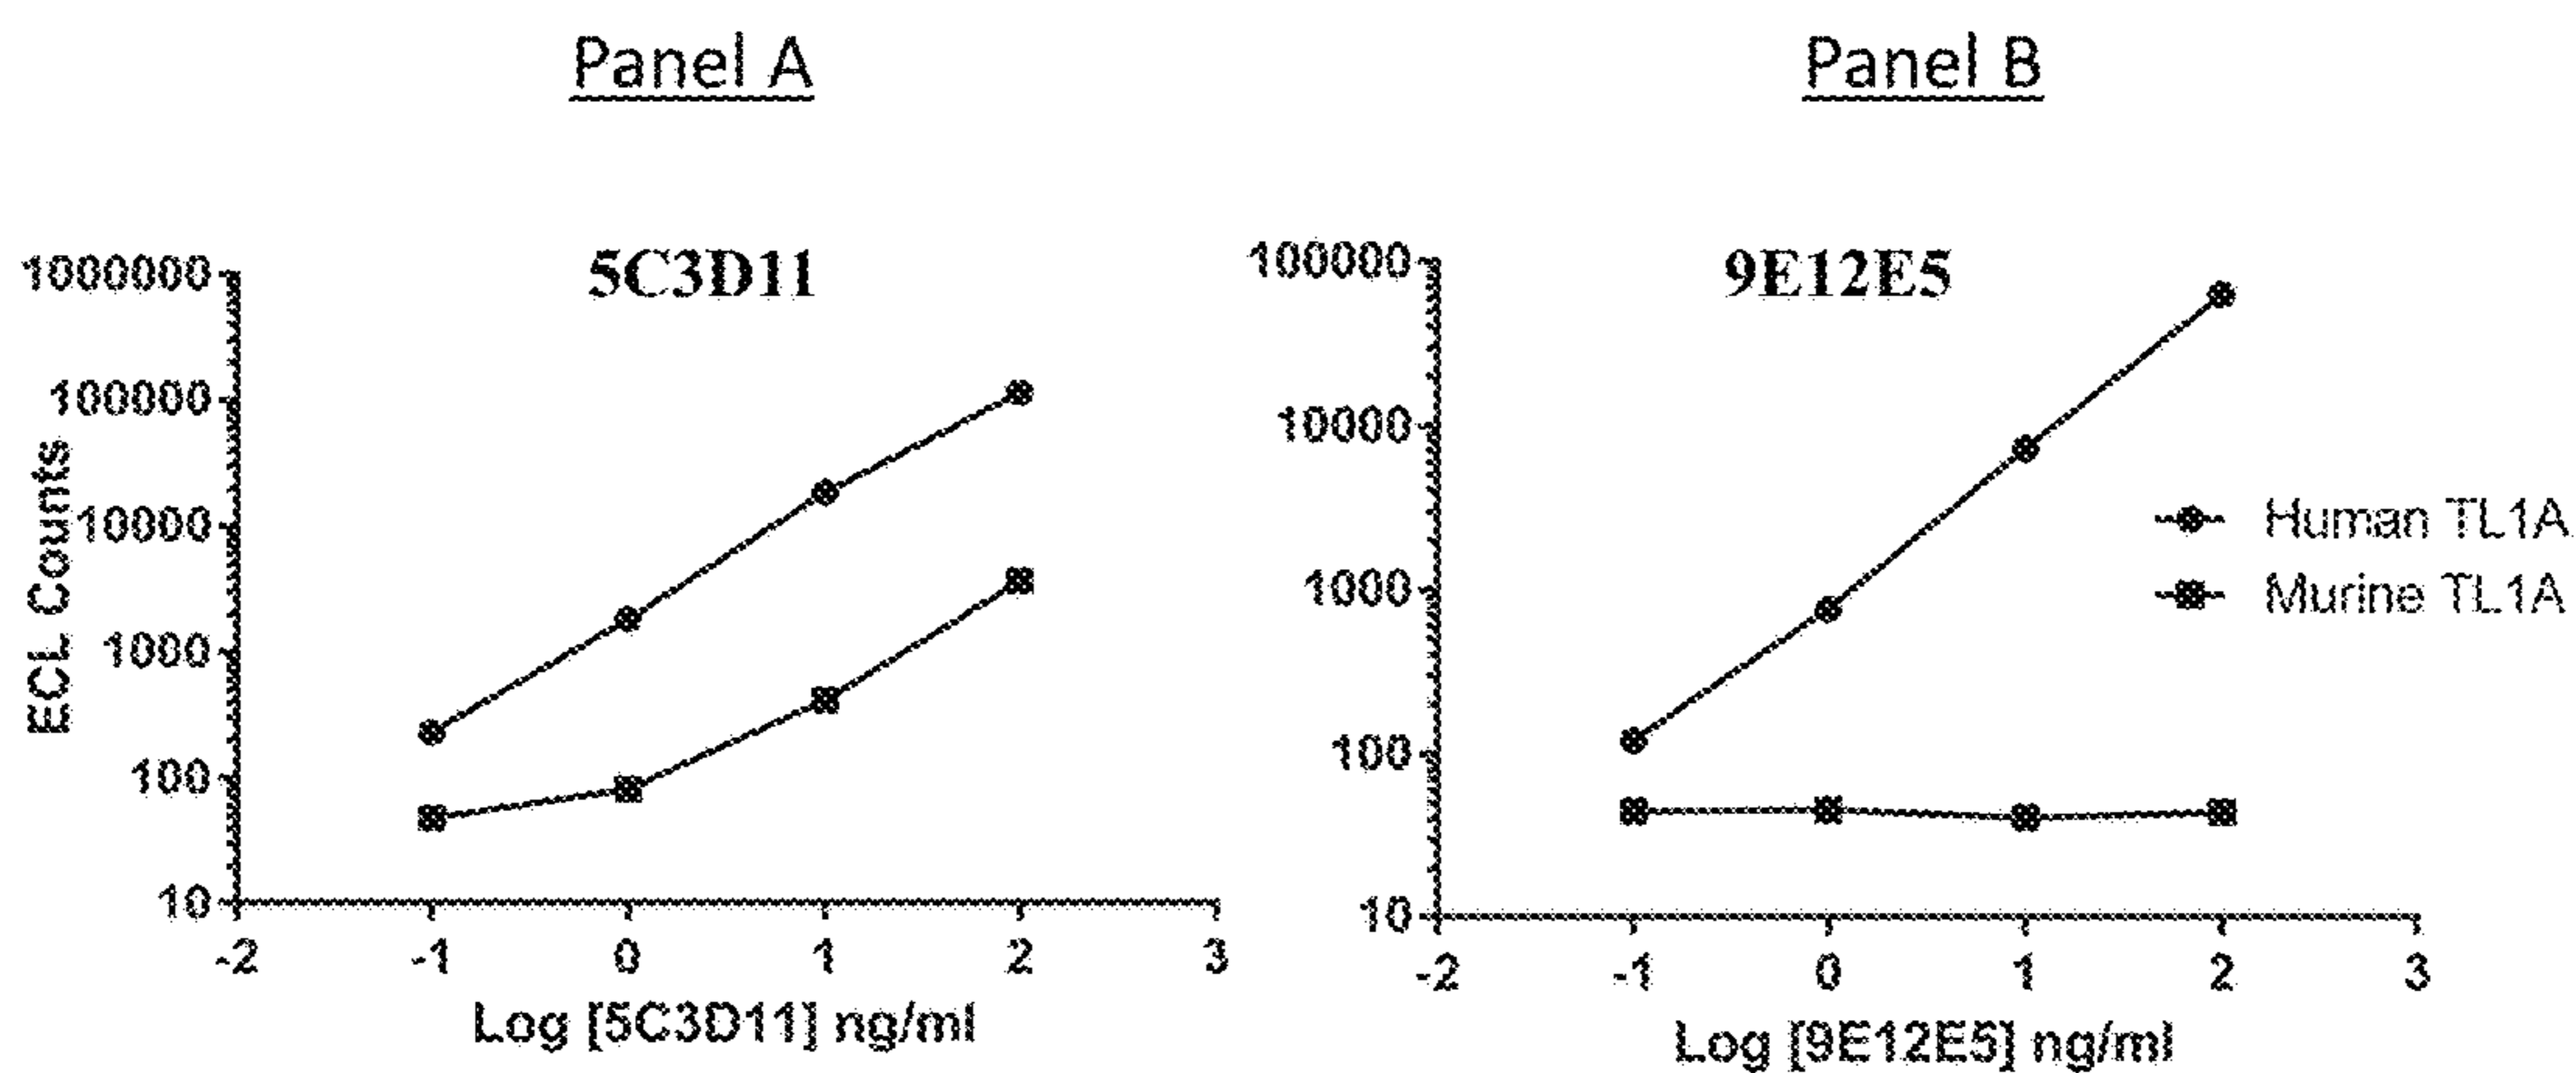 Panel A
5C3D11
1000000
100000
10000
1000
100
10
ECL Counts
-2 -1 0 1 2 3
Log [5C3D11] ng/ml
Panel B
9E12E5
100000
10000
1000
100
10
-2 -1 0 1 2 3
Log [9E12E5] ng/ml
Human TL1A
Murine TL1A